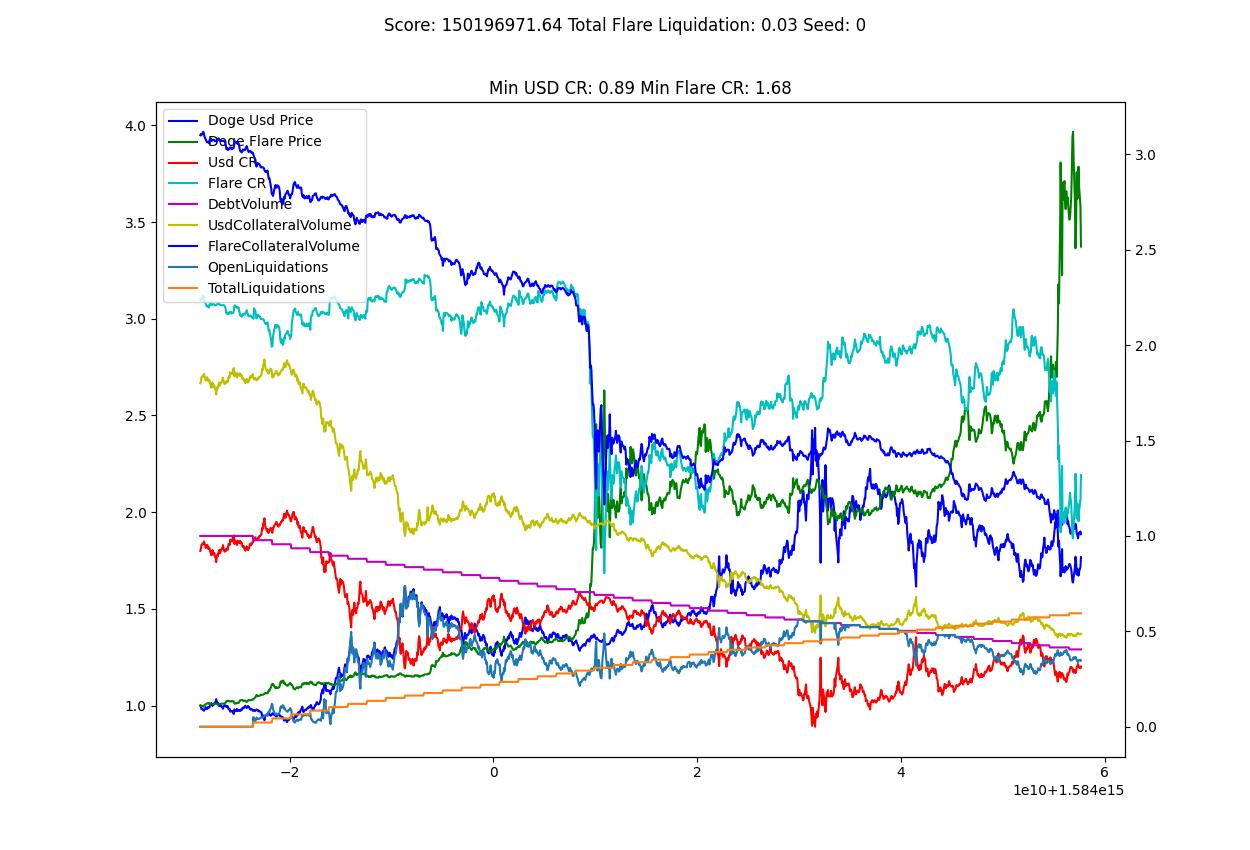 Score: 150196971.64 Total Flare Liquidation: 0.03 Seed: 0
Min USD CR: 0.89 Min Flare CR: 1.68
Doge Usd Price
Doge Flare Price
Usd CR
Flare CR
DebtVolume
UsdCollateralVolume
FlareCollateralVolume
OpenLiquidations
TotalLiquidations
4.0
3.5
3.0
2.5
2.0
1.5
1.0
3.0
2.5
2.0
1.5
1.0
0.5
0.0
−2
0
2
4
6
1e10+1.584e15